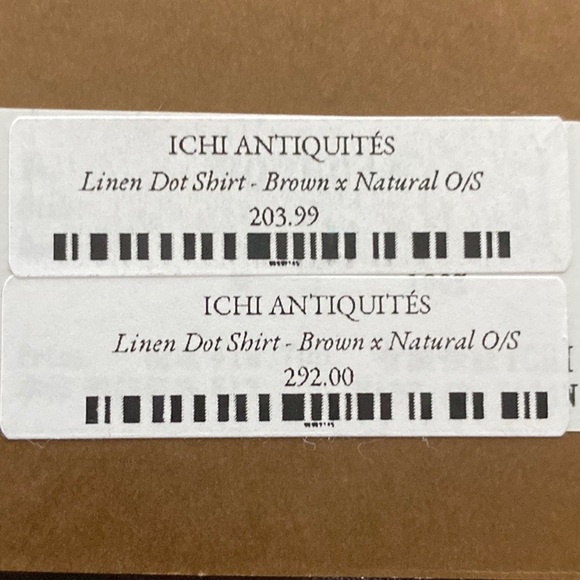 ICHI ANTIQUITÉS
Linen Dot Shirt - Brown x Natural O/S
203.99
ICHI ANTIQUITÉS
Linen Dot Shirt - Brown x Natural O/S
292.00